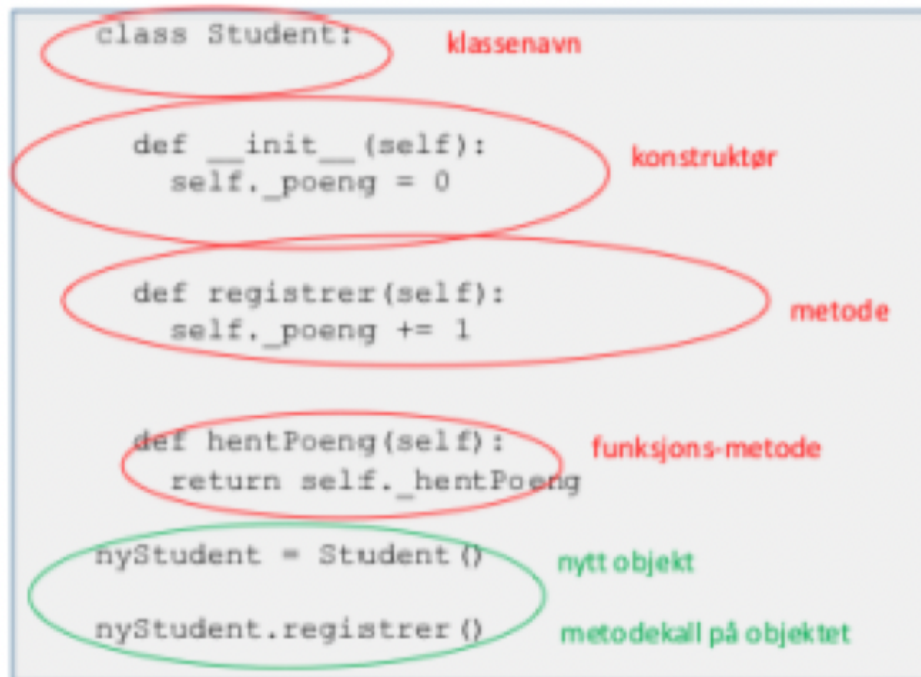 class Student: klassenavn
def __init__(self):
self._poeng = 0 konstruktør
def registrer(self):
self._poeng += 1 metode
def hentPoeng(self): funksjons-metode
return self._hentPoeng
nyStudent = Student() nytt objekt
nyStudent.registrer() metodekall på objektet